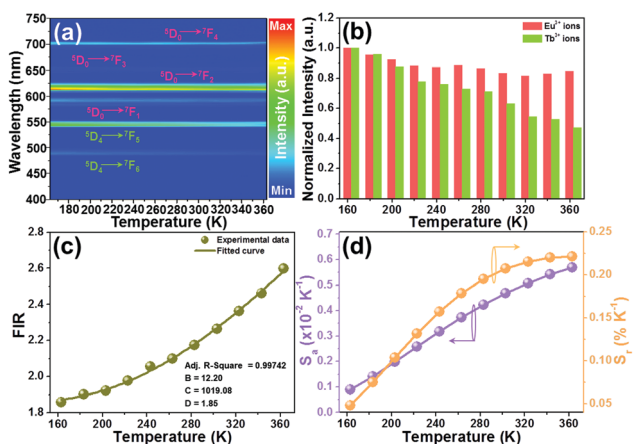 (a)
⁵D₀→⁷F₄
⁵D₀→⁷F₃
⁵D₀→⁷F₂
⁵D₀→⁷F₁
⁵D₄→⁷F₅
⁵D₄→⁷F₆
750
700
650
600
550
500
450
400
Wavelength (nm)
180 200 220 240 260 280 300 320 340 360
Temperature (K)
Max
Intensity (a.u.)
Min
(b)
Eu³⁺ ions
Tb³⁺ ions
1.2
1.0
0.8
0.6
0.4
0.2
0.0
Normalized Intensity (a.u.)
160 200 240 280 320 360
Temperature (K)
(c)
Experimental data
Fitted curve
2.8
2.6
2.4
2.2
2.0
1.8
FIR
Adj. R-Square = 0.99742
B = 12.20
C = 1019.08
D = 1.85
160 200 240 280 320 360
Temperature (K)
(d)
0.7
0.6
0.5
0.4
0.3
0.2
0.1
0.0
Sₐ (x10⁻² K⁻¹)
0.25
0.20
0.15
0.10
0.05
Sᵣ (% K⁻¹)
160 200 240 280 320 360
Temperature (K)